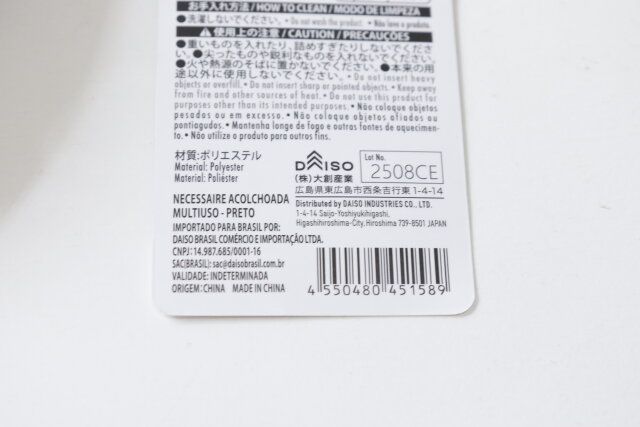 お手入れ方法/HOW TO CLEAN/MODO DE LIMPEZA
●洗濯しないでください。• Do not wash the product. • Não lave o produto.
使用上の注意/CAUTION/PRECAUÇÕES
●重いものを入れたり、詰めすぎたりしないでくださ
い。●尖ったものや鋭利なものを入れないでください。
●火や熱源のそばに置かないでください。●本来の用
途以外に使用しないでください。• Do not insert heavy
objects or overfill. • Do not insert sharp or pointed objects. • Keep away
from fire and other sources of heat. • Do not use this product for
purposes other than its intended purposes. • Não coloque objetos
pesados ou em excesso. • Não coloque objetos afiados ou
pontiagudos. • Mantenha longe de fogo e outras fontes de aquecimen-
to. • Não utilize o produto para outros fins.
材質:ポリエステル
Material: Polyester
Material: Poliéster
NECESSAIRE ACOLCHOADA
MULTIUSO - PRETO
IMPORTADO PARA BRASIL POR:
DAISO BRASIL COMÉRCIO E IMPORTAÇÃO LTDA.
CNPJ: 14.987.685/0001-16
SAC(BRASIL): sac@daisobrasil.com.br
VALIDADE: INDETERMINADA
ORIGEM: CHINA MADE IN CHINA
DAISO
(株)大創産業
Lot No.
2508CE
広島県東広島市西条吉行東1-4-14
Distributed by DAISO INDUSTRIES CO., LTD.
1-4-14 Saijo-Yoshiyukihigashi,
Higashihiroshima-City, Hiroshima 739-8501 JAPAN
4 550480 451589